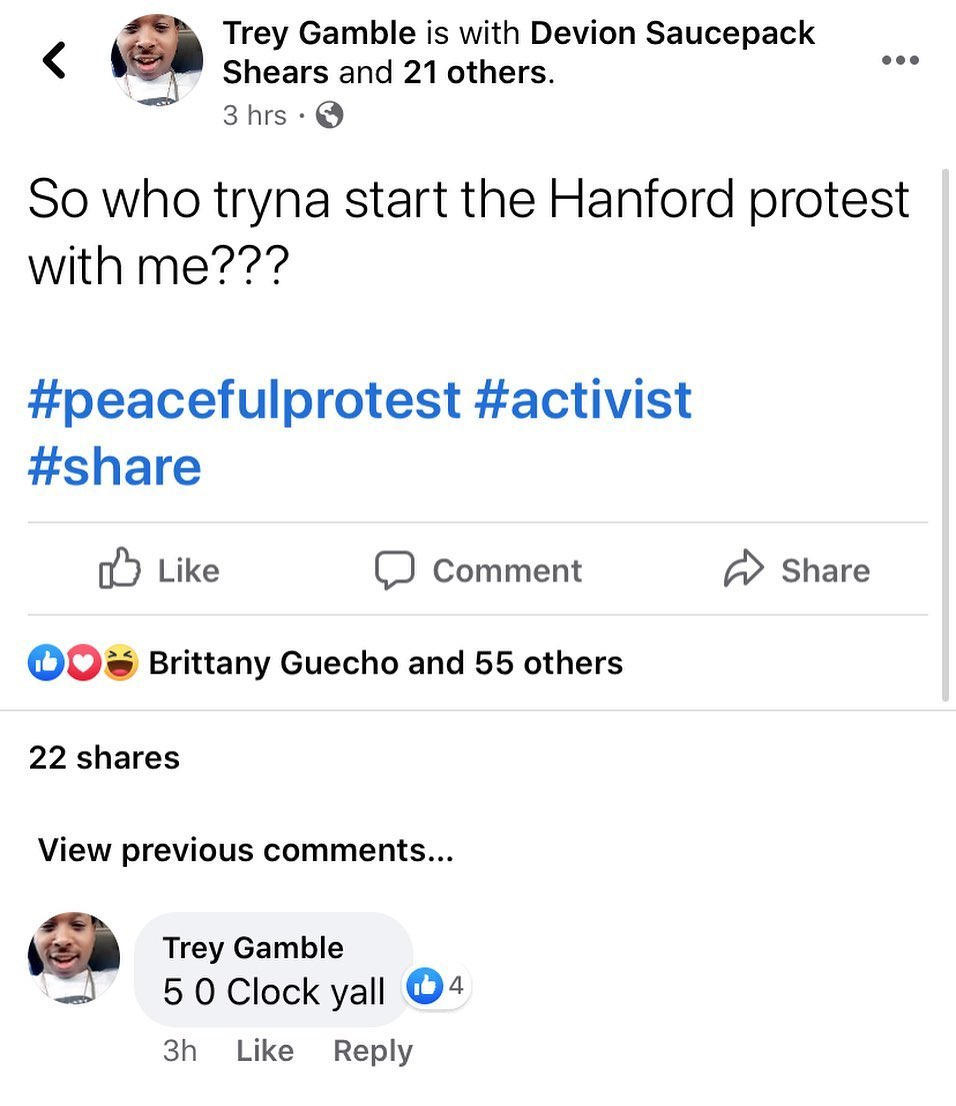 Trey Gamble is with Devion Saucepack
Shears and 21 others.
3 hrs ·
So who tryna start the Hanford protest
with me???
#peacefulprotest #activist
#share
Like Comment Share
Brittany Guecho and 55 others
22 shares
View previous comments...
Trey Gamble
5 0 Clock yall 4
3h Like Reply